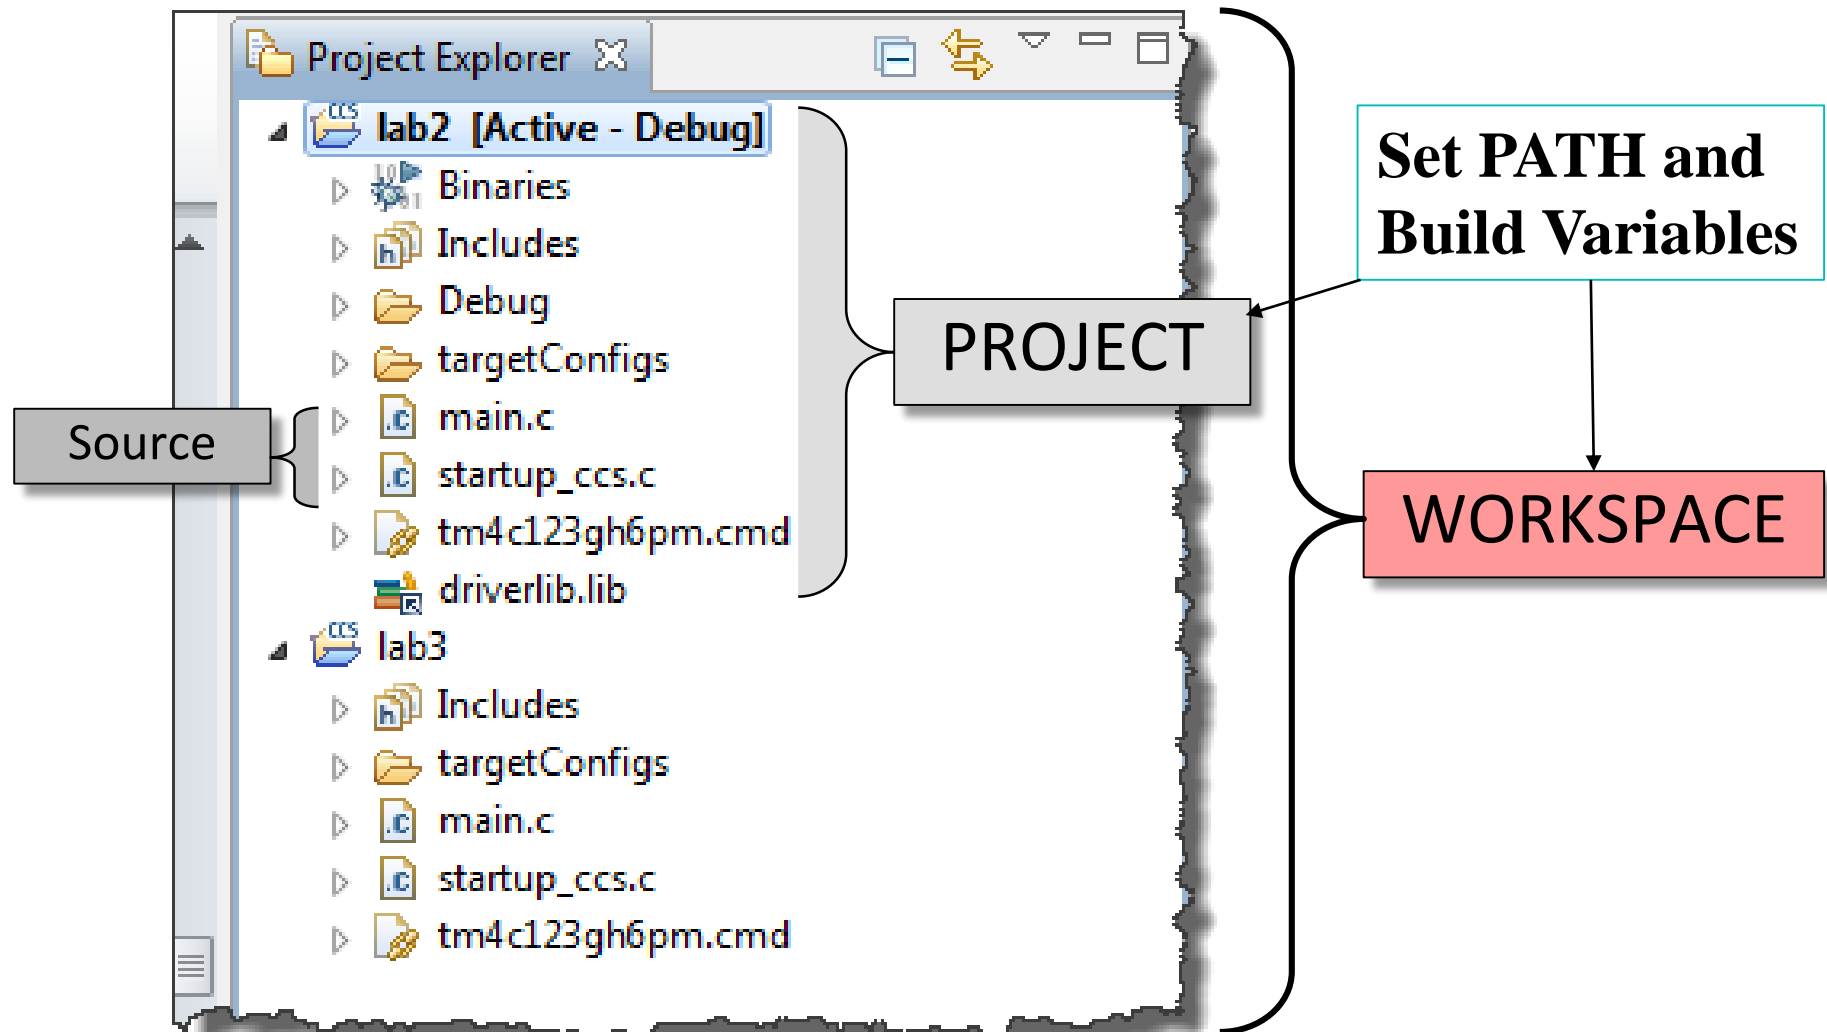 Project Explorer
lab2 [Active - Debug]
Binaries
Includes
Debug
targetConfigs
main.c
startup_ccs.c
tm4c123gh6pm.cmd
driverlib.lib
lab3
Includes
targetConfigs
main.c
startup_ccs.c
tm4c123gh6pm.cmd
Source
PROJECT
Set PATH and
Build Variables
WORKSPACE